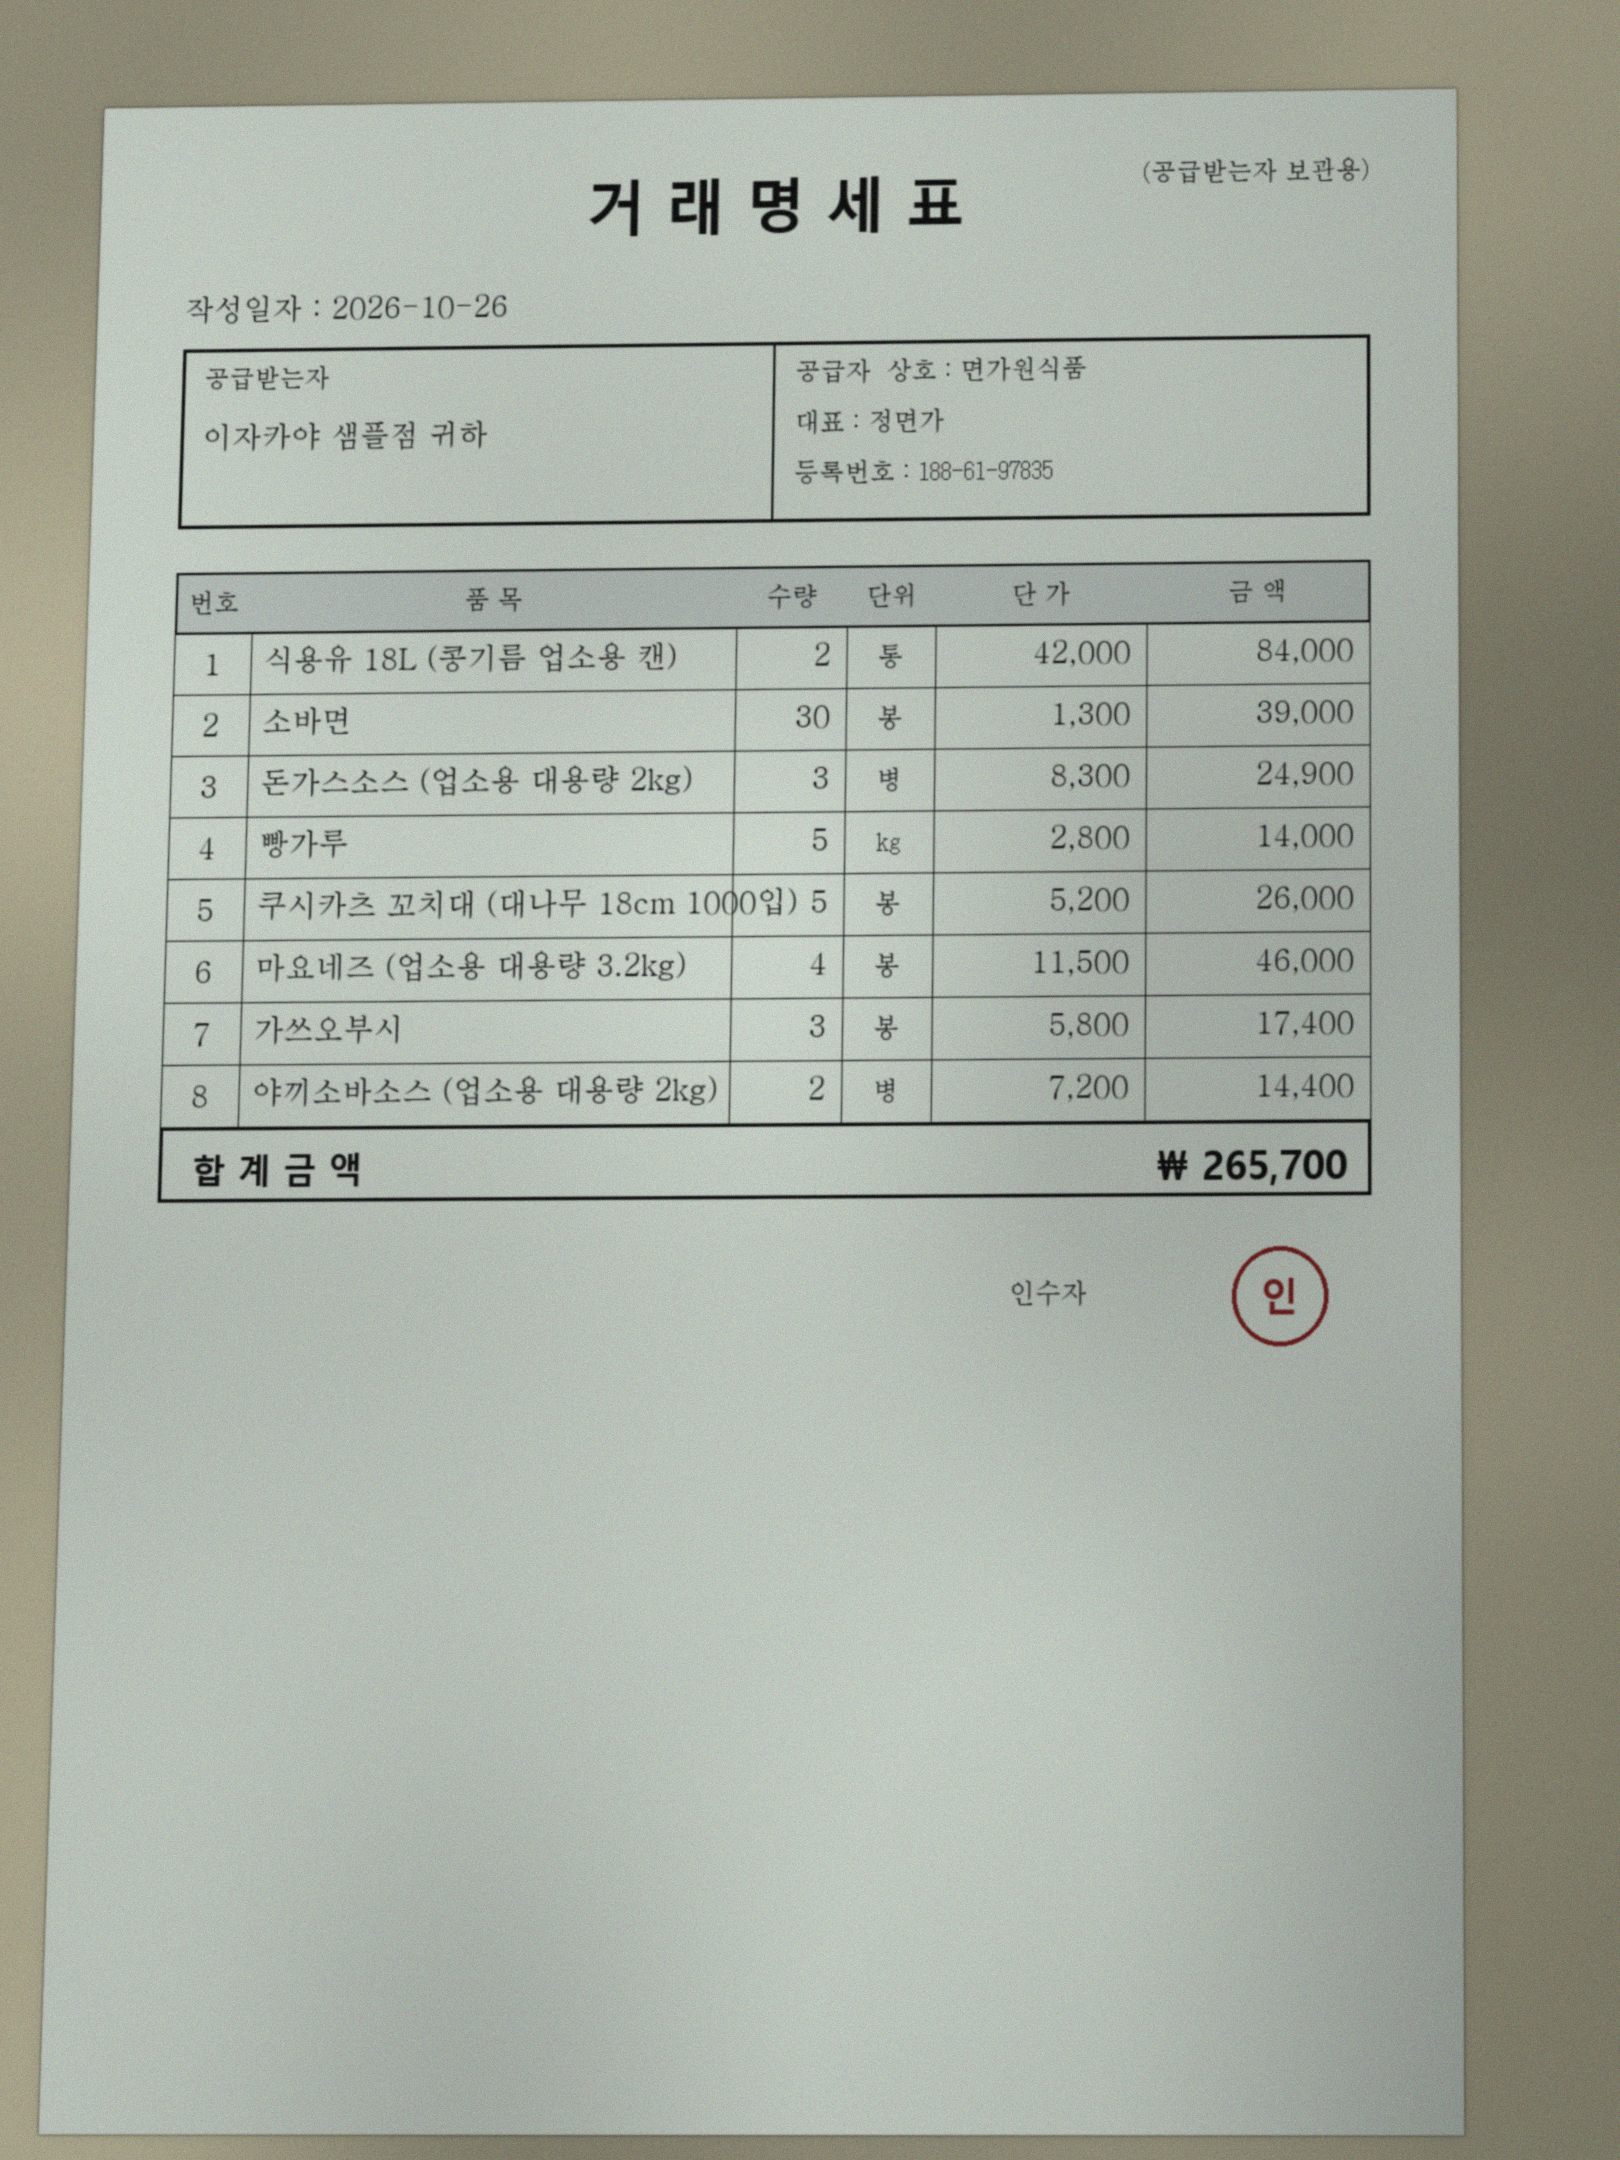 (공급받는자 보관용)
거 래 명 세 표
작성일자 : 2026-10-26
공급받는자
이자카야 샘플점 귀하
공급자 상호 : 면가원식품
대표 : 정면가
등록번호 : 188-61-97835
번호 품 목 수량 단위 단 가 금 액
1 식용유 18L (콩기름 업소용 캔) 2 통 42,000 84,000
2 소바면 30 봉 1,300 39,000
3 돈가스소스 (업소용 대용량 2kg) 3 병 8,300 24,900
4 빵가루 5 kg 2,800 14,000
5 쿠시카츠 꼬치대 (대나무 18cm 1000입) 5 봉 5,200 26,000
6 마요네즈 (업소용 대용량 3.2kg) 4 봉 11,500 46,000
7 가쓰오부시 3 봉 5,800 17,400
8 야끼소바소스 (업소용 대용량 2kg) 2 병 7,200 14,400
합 계 금 액 ₩ 265,700
인수자 인